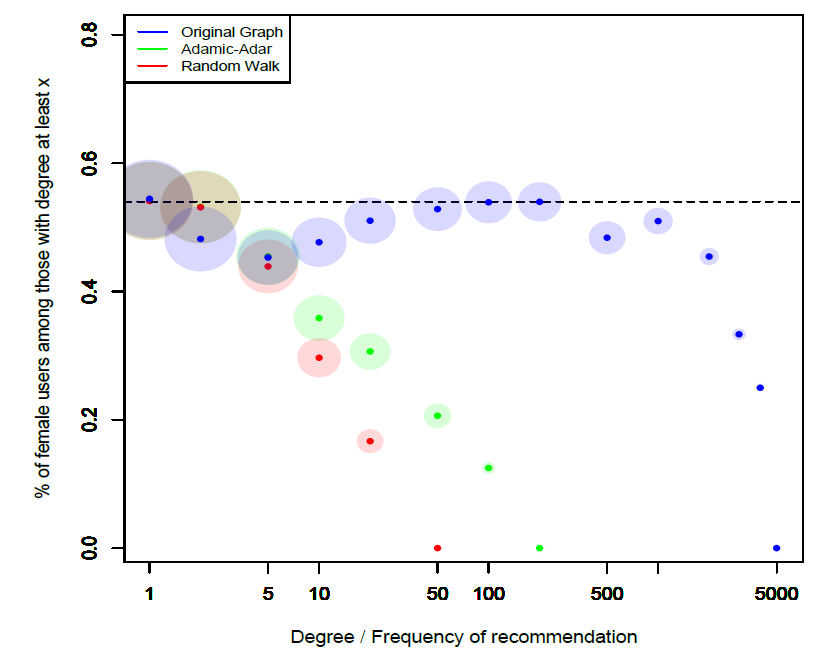 Original Graph
Adamic-Adar
Random Walk
% of female users among those with degree at least x
0.8
0.6
0.4
0.2
0.0
1 5 10 50 100 500 5000
Degree / Frequency of recommendation